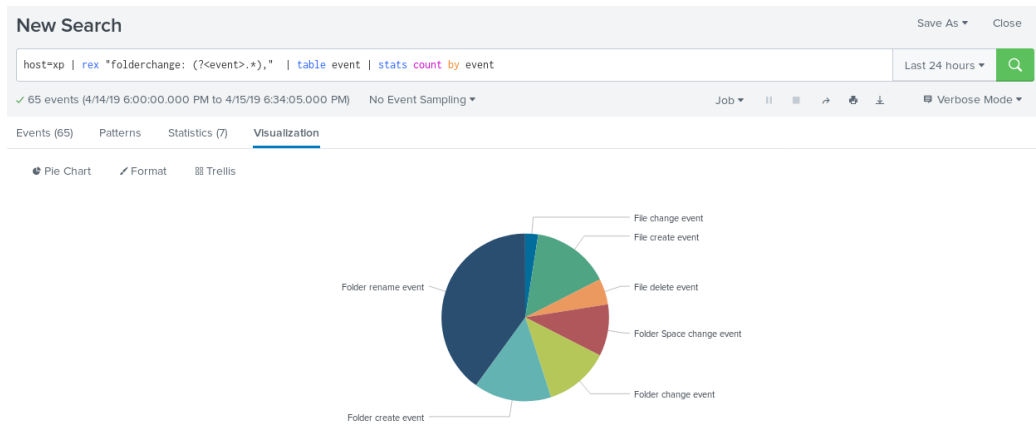 New Search
Save As ▾ Close
host=xp | rex "folderchange: (?<event>.*)," | table event | stats count by event
Last 24 hours ▾
✓ 65 events (4/14/19 6:00:00.000 PM to 4/15/19 6:34:05.000 PM) No Event Sampling ▾
Job ▾
Verbose Mode ▾
Events (65) Patterns Statistics (7) Visualization
Pie Chart Format Trellis
File change event
File create event
Folder rename event
File delete event
Folder Space change event
Folder change event
Folder create event